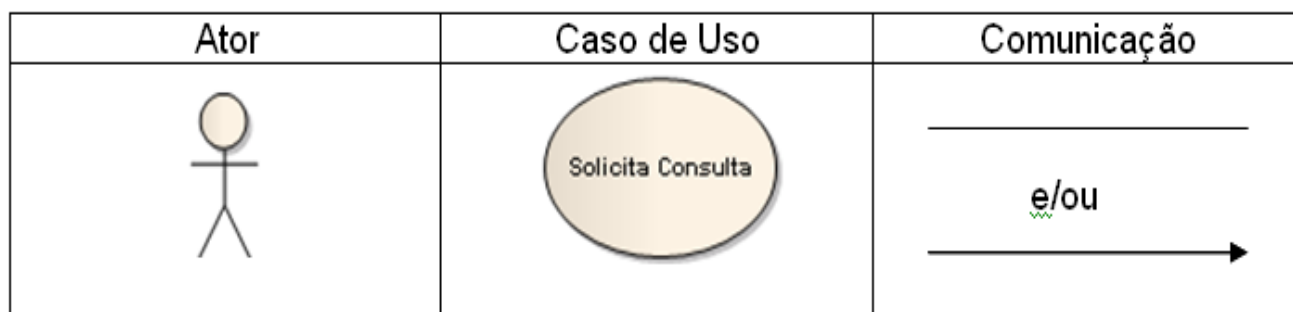 Ator
Caso de Uso
Comunicação
Solicita Consulta
e/ou